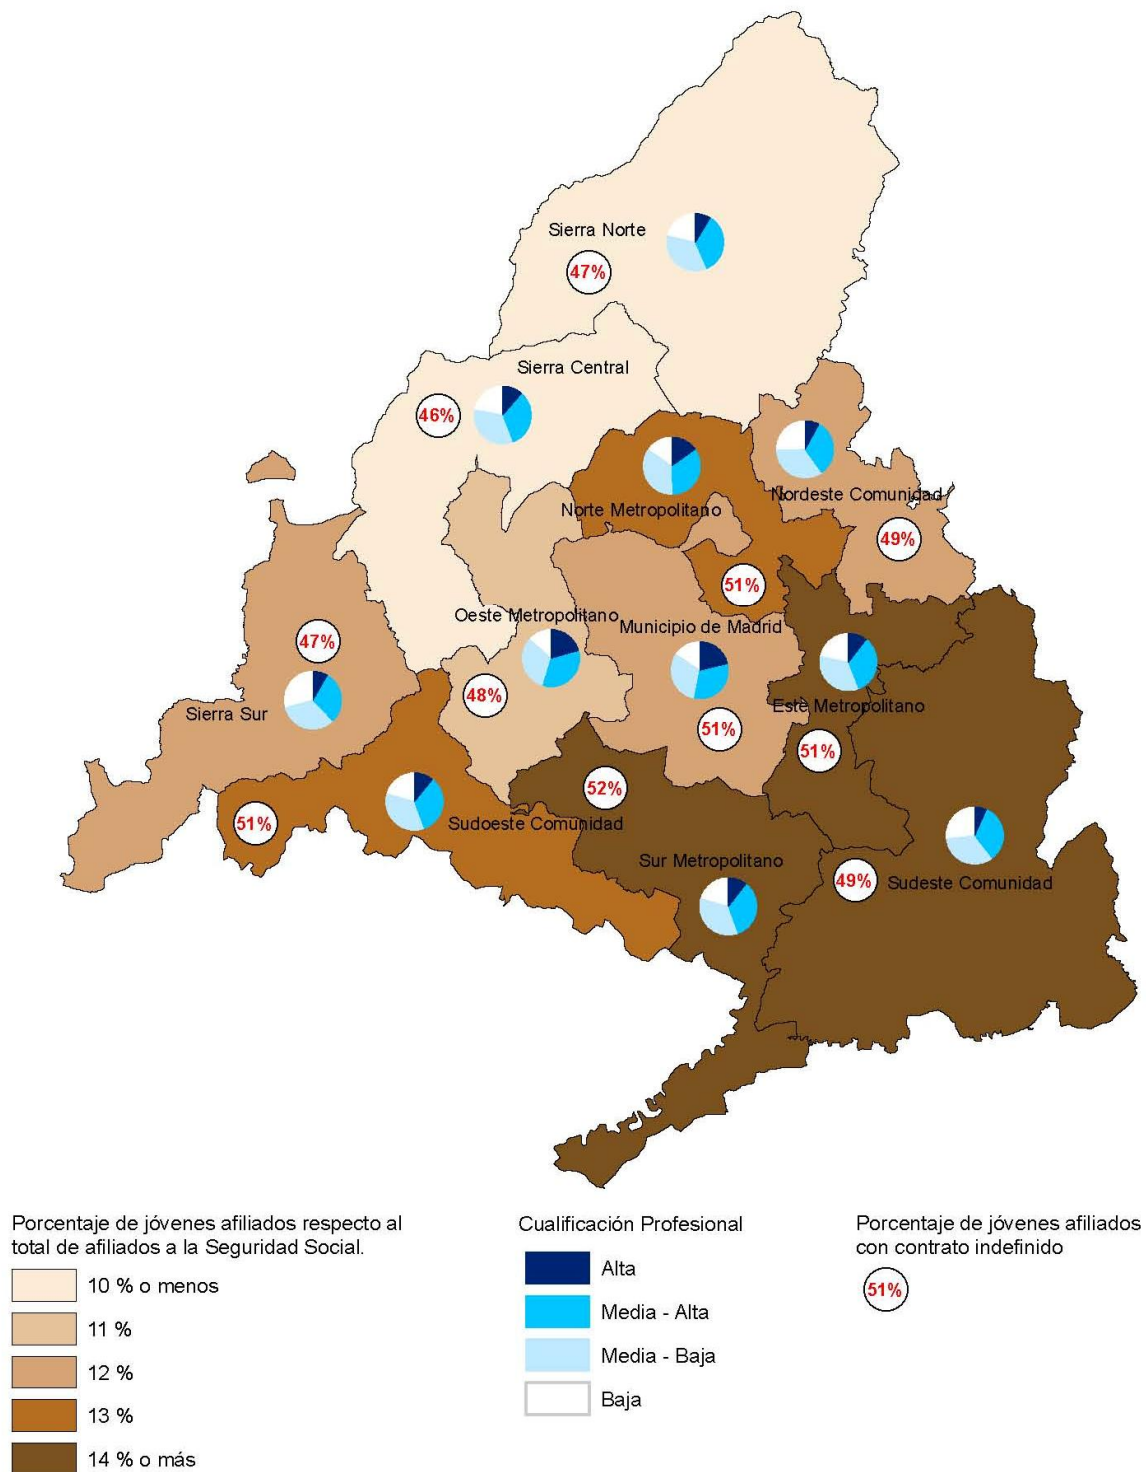 Sierra Norte
47%
Sierra Central
46%
Nordeste Comunidad
Norte Metropolitano
49%
51%
Oeste Metropolitano
Municipio de Madrid
47%
48%
Sierra Sur
Este Metropolitano
51%
51%
52%
51%
Sudoeste Comunidad
Sur Metropolitano
49%
Sudeste Comunidad
Porcentaje de jóvenes afiliados respecto al
total de afiliados a la Seguridad Social.
10 % o menos
11 %
12 %
13 %
14 % o más
Cualificación Profesional
Alta
Media - Alta
Media - Baja
Baja
Porcentaje de jóvenes afiliados
con contrato indefinido
51%